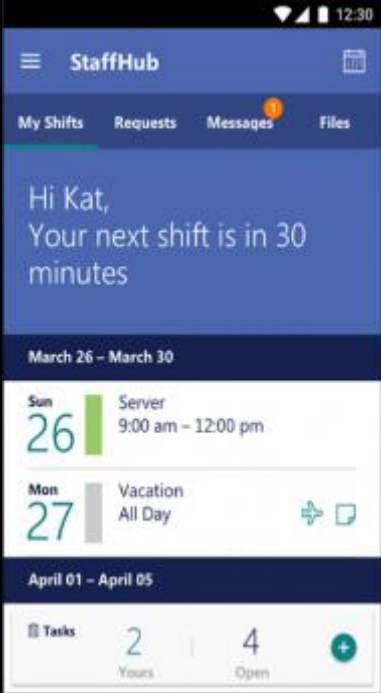 12:30
StaffHub
My Shifts Requests Messages 1 Files
Hi Kat,
Your next shift is in 30
minutes
March 26 – March 30
Sun
26
Server
9:00 am – 12:00 pm
Mon
27
Vacation
All Day
April 01 – April 05
Tasks
2
Yours
4
Open